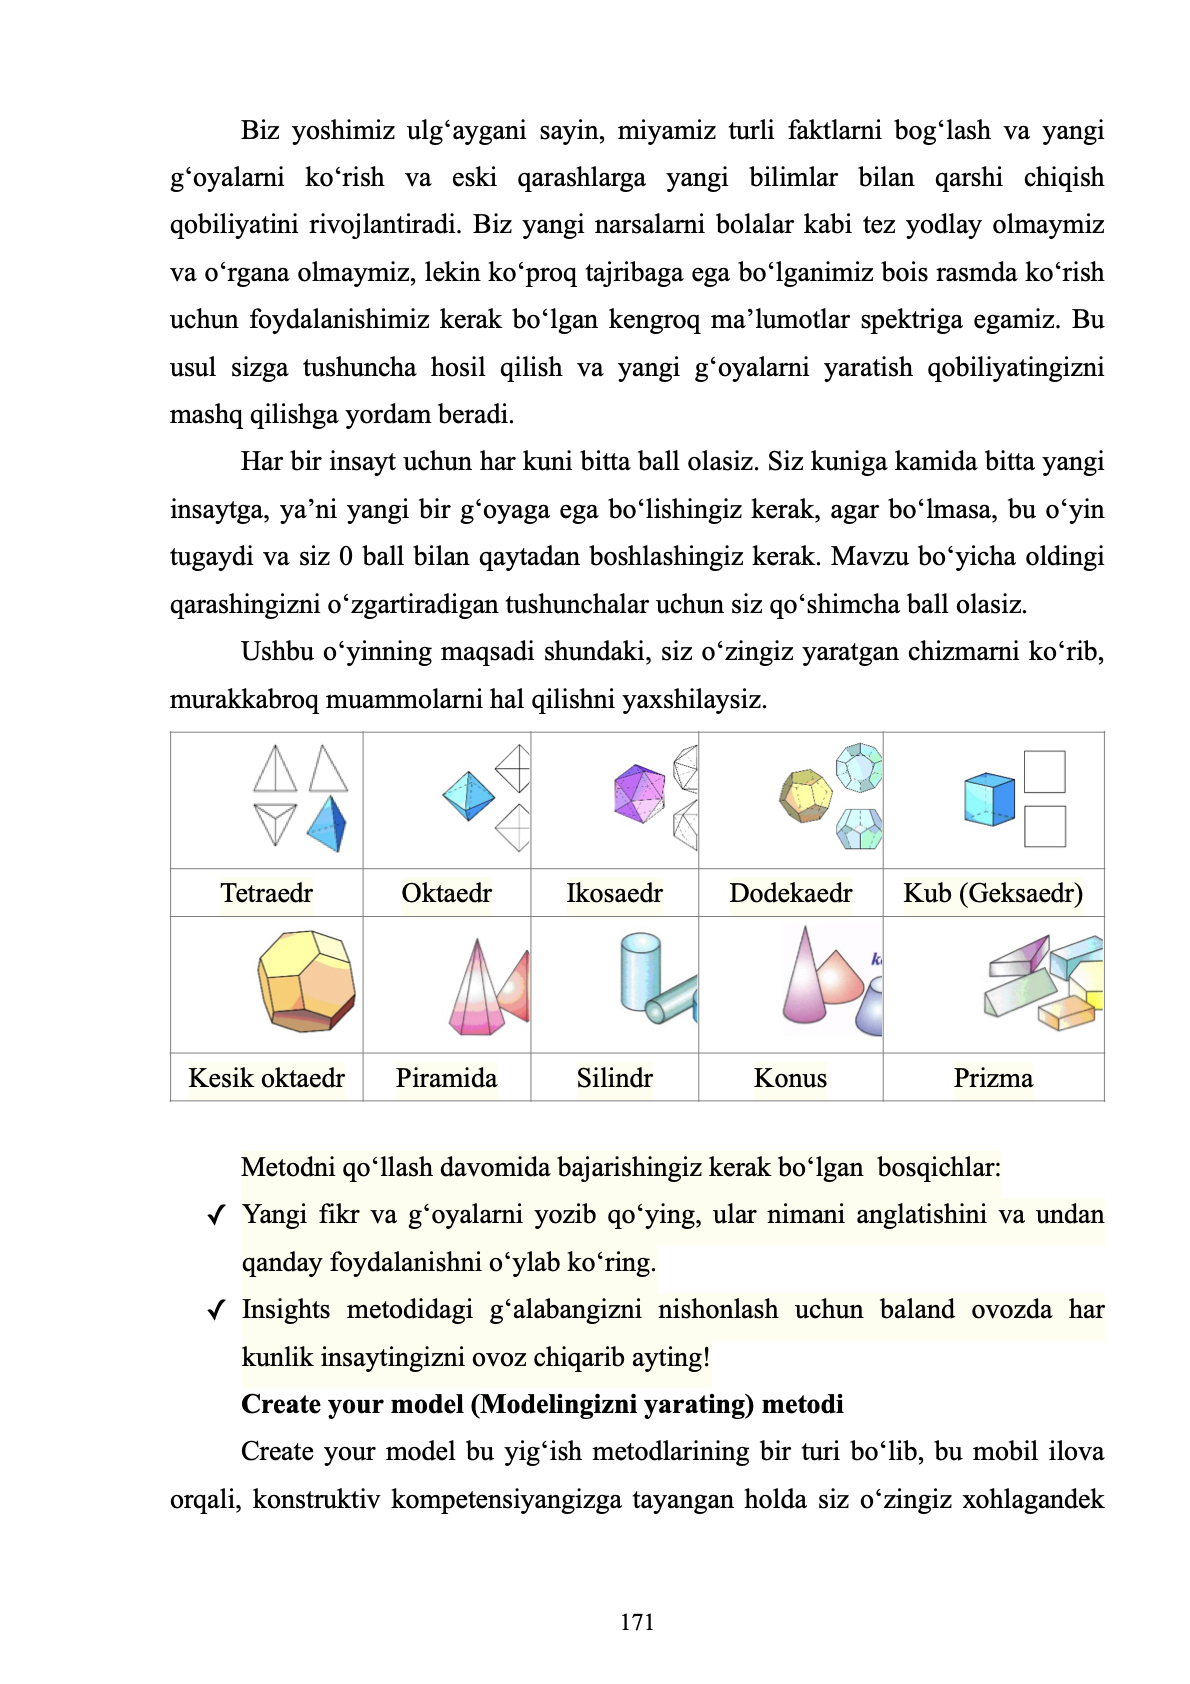 Biz yoshimiz ulg‘aygani sayin, miyamiz turli faktlarni bog‘lash va yangi
g‘oyalarni ko‘rish va eski qarashlarga yangi bilimlar bilan qarshi chiqish
qobiliyatini rivojlantiradi. Biz yangi narsalarni bolalar kabi tez yodlay olmaymiz
va o‘rgana olmaymiz, lekin ko‘proq tajribaga ega bo‘lganimiz bois rasmda ko‘rish
uchun foydalanishimiz kerak bo‘lgan kengroq ma’lumotlar spektriga egamiz. Bu
usul sizga tushuncha hosil qilish va yangi g‘oyalarni yaratish qobiliyatingizni
mashq qilishga yordam beradi.
Har bir insayt uchun har kuni bitta ball olasiz. Siz kuniga kamida bitta yangi
insaytga, ya’ni yangi bir g‘oyaga ega bo‘lishingiz kerak, agar bo‘lmasa, bu o‘yin
tugaydi va siz 0 ball bilan qaytadan boshlashingiz kerak. Mavzu bo‘yicha oldingi
qarashingizni o‘zgartiradigan tushunchalar uchun siz qo‘shimcha ball olasiz.
Ushbu o‘yinning maqsadi shundaki, siz o‘zingiz yaratgan chizmarni ko‘rib,
murakkabroq muammolarni hal qilishni yaxshilaysiz.
Tetraedr Oktaedr Ikosaedr Dodekaedr Kub (Geksaedr)
Kesik oktaedr Piramida Silindr Konus Prizma
Metodni qo‘llash davomida bajarishingiz kerak bo‘lgan bosqichlar:
✓ Yangi fikr va g‘oyalarni yozib qo‘ying, ular nimani anglatishini va undan
qanday foydalanishni o‘ylab ko‘ring.
✓ Insights metodidagi g‘alabangizni nishonlash uchun baland ovozda har
kunlik insaytingizni ovoz chiqarib ayting!
Create your model (Modelingizni yarating) metodi
Create your model bu yig‘ish metodlarining bir turi bo‘lib, bu mobil ilova
orqali, konstruktiv kompetensiyangizga tayangan holda siz o‘zingiz xohlagandek
171